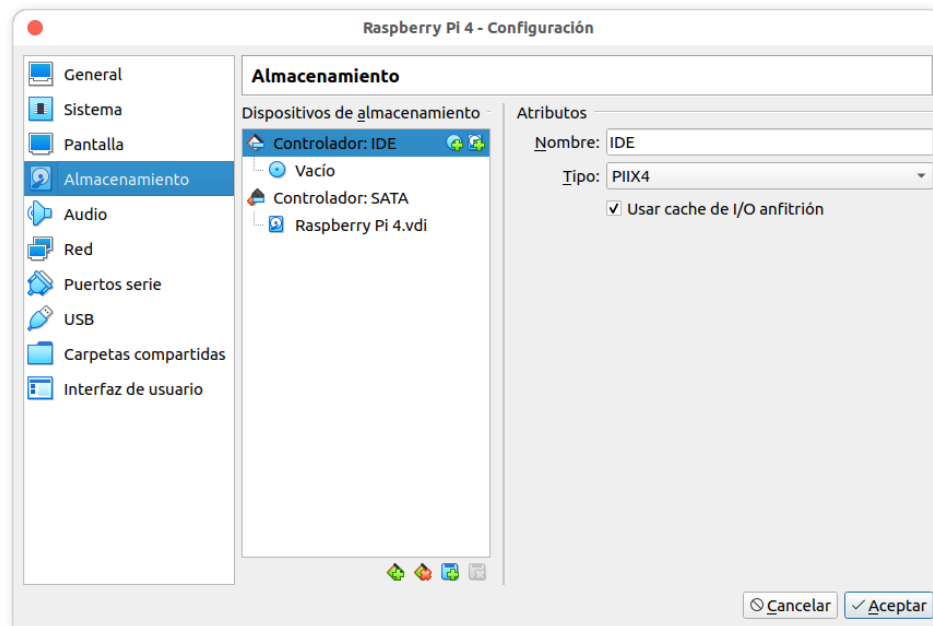 Raspberry Pi 4 - Configuración
General
Sistema
Pantalla
Almacenamiento
Audio
Red
Puertos serie
USB
Carpetas compartidas
Interfaz de usuario
Almacenamiento
Dispositivos de almacenamiento
Controlador: IDE
Vacío
Controlador: SATA
Raspberry Pi 4.vdi
Atributos
Nombre: IDE
Tipo: PIIX4
Usar cache de I/O anfitrión
Cancelar
Aceptar